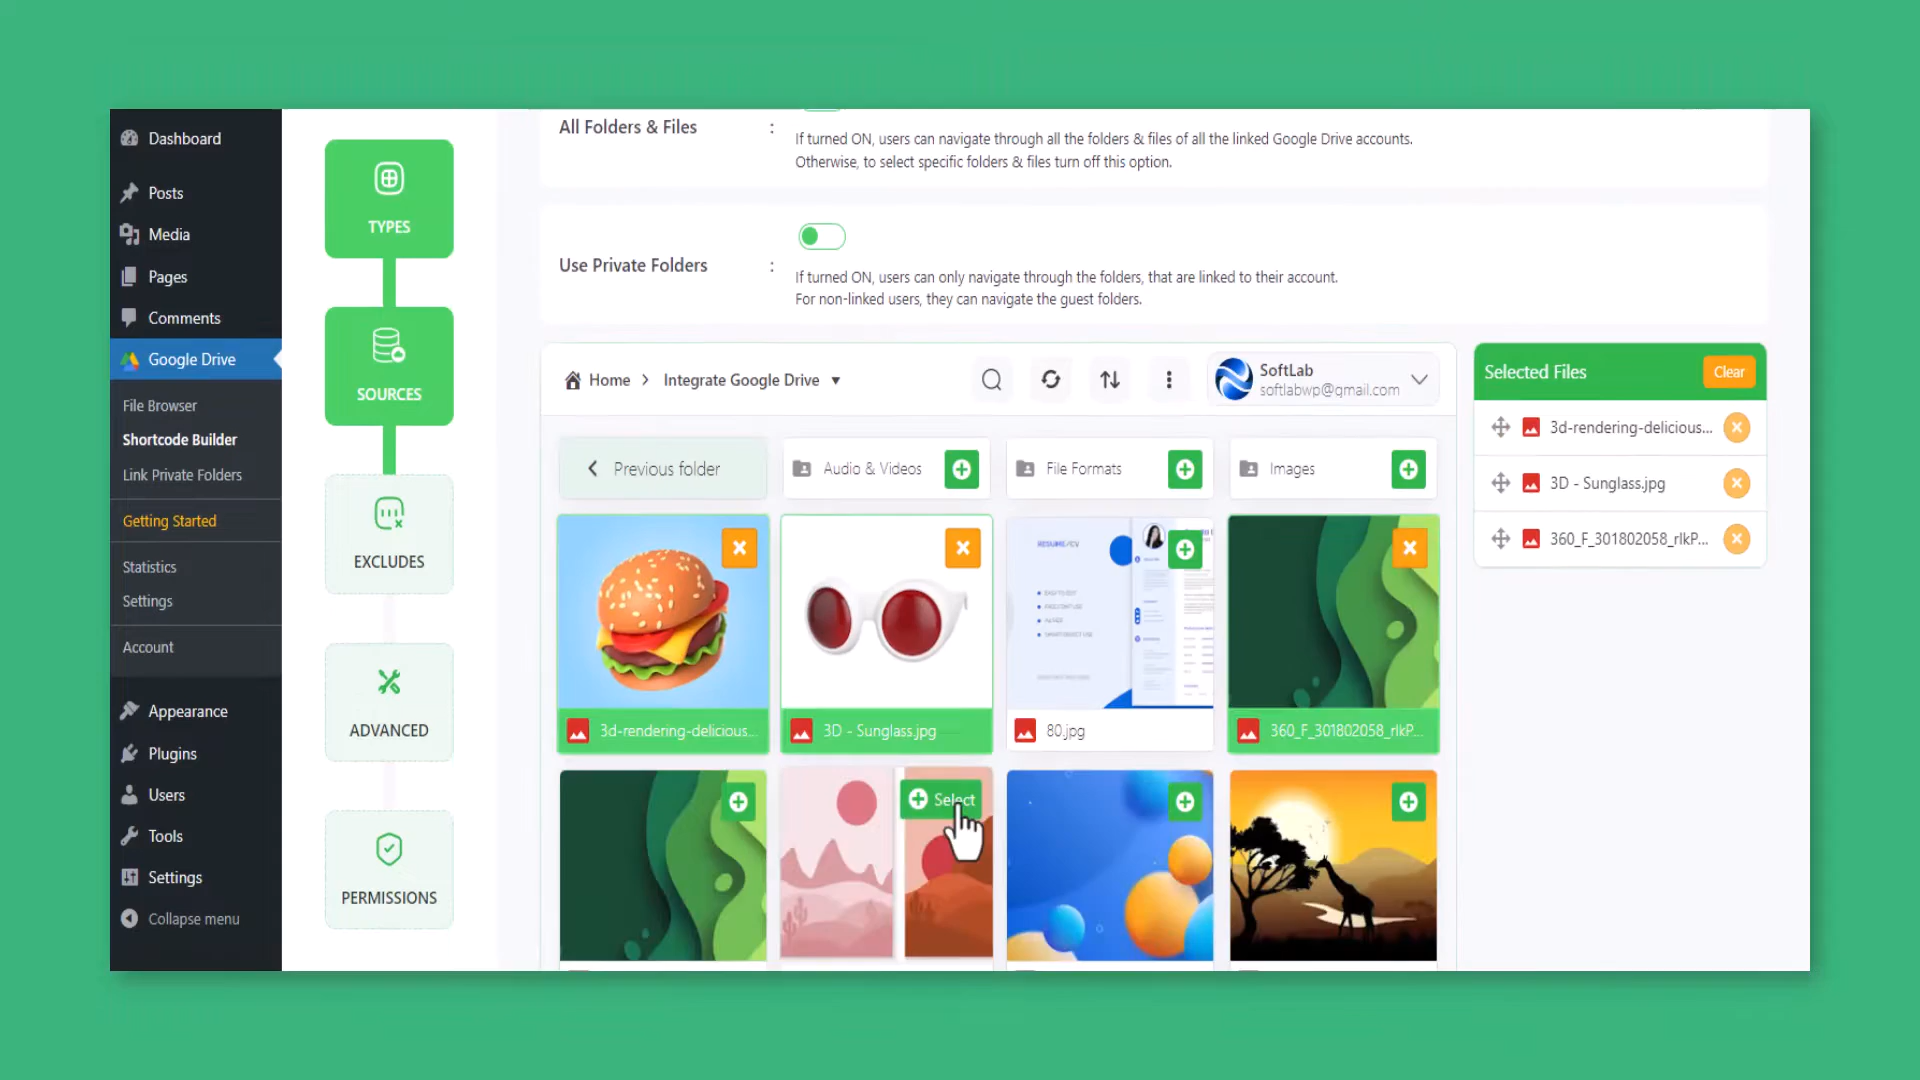 Dashboard
Posts
Media
Pages
Comments
Google Drive
File Browser
Shortcode Builder
Link Private Folders
Getting Started
Statistics
Settings
Account
Appearance
Plugins
Users
Tools
Settings
Collapse menu
TYPES
SOURCES
EXCLUDES
ADVANCED
PERMISSIONS
All Folders & Files :
If turned ON, users can navigate through all the folders & files of all the linked Google Drive accounts.
Otherwise, to select specific folders & files turn off this option.
Use Private Folders :
If turned ON, users can only navigate through the folders, that are linked to their account.
For non-linked users, they can navigate the guest folders.
Home > Integrate Google Drive
SoftLab
softlabwp@gmail.com
Previous folder
Audio & Videos
File Formats
Images
RESUME/CV
3d-rendering-delicious...
3D - Sunglass.jpg
80.jpg
360_F_301802058_rlkP...
Select
Selected Files
Clear
3d-rendering-delicious...
3D - Sunglass.jpg
360_F_301802058_rlkP...